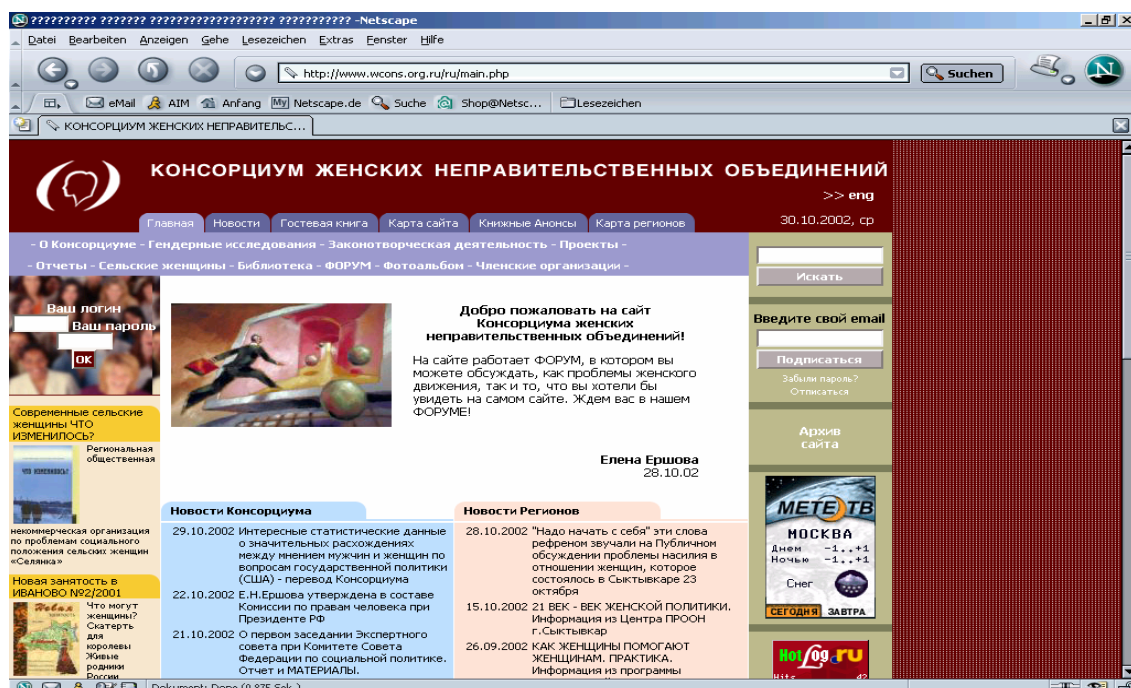 ?????????? ??????? ???????????????????? ??????????? -Netscape
Datei Bearbeiten Anzeigen Gehe Lesezeichen Extras Fenster Hilfe
http://www.wcons.org.ru/ru/main.php
Suchen
eMail AIM Anfang My Netscape.de Suche Shop@Netsc... Lesezeichen
КОНСОРЦИУМ ЖЕНСКИХ НЕПРАВИТЕЛЬС...
КОНСОРЦИУМ ЖЕНСКИХ НЕПРАВИТЕЛЬСТВЕННЫХ ОБЪЕДИНЕНИЙ
>> eng
Главная Новости Гостевая книга Карта сайта Книжные Анонсы Карта регионов
30.10.2002, ср
- О Консорциуме - Гендерные исследования - Законотворческая деятельность - Проекты -
- Отчеты - Сельские женщины - Библиотека - ФОРУМ - Фотоальбом - Членские организации -
Ваш логин
Ваш пароль
ОК
Современные сельские
женщины ЧТО
ИЗМЕНИЛОСЬ?
Региональная
общественная
ЧТО ИЗМЕНИЛОСЬ?
некоммерческая организация
по проблемам социального
положения сельских женщин
«Селянка»
Новая занятость в
ИВАНОВО №2/2001
Новая
Что могут
женщины?
Скатерть
для
королевы
Живые
родники
России
Добро пожаловать на сайт
Консорциума женских
неправительственных объединений!
На сайте работает ФОРУМ, в котором вы
можете обсуждать, как проблемы женского
движения, так и то, что вы хотели бы
увидеть на самом сайте. Ждем вас в нашем
ФОРУМЕ!
Елена Ершова
28.10.02
Новости Консорциума
29.10.2002 Интересные статистические данные
о значительных расхождениях
между мнением мужчин и женщин по
вопросам государственной политики
(США) - перевод Консорциума
22.10.2002 Е.Н.Ершова утверждена в составе
Комиссии по правам человека при
Президенте РФ
21.10.2002 О первом заседании Экспертного
совета при Комитете Совета
Федерации по социальной политике.
Отчет и МАТЕРИАЛЫ.
Новости Регионов
28.10.2002 "Надо начать с себя" эти слова
рефреном звучали на Публичном
обсуждении проблемы насилия в
отношении женщин, которое
состоялось в Сыктывкаре 23
октября
15.10.2002 21 ВЕК - ВЕК ЖЕНСКОЙ ПОЛИТИКИ.
Информация из Центра ПРООН
г.Сыктывкар
26.09.2002 КАК ЖЕНЩИНЫ ПОМОГАЮТ
ЖЕНЩИНАМ. ПРАКТИКА.
Информация из программы
Искать
Введите свой email
Подписаться
Забыли пароль?
Отписаться
Архив
сайта
МЕТЕО ТВ
МОСКВА
Днем -1..+1
Ночью -1..+1
Снег
СЕГОДНЯ ЗАВТРА
HotLog.ru
Hits 42
Dokument: Done (0.875 Sek.)